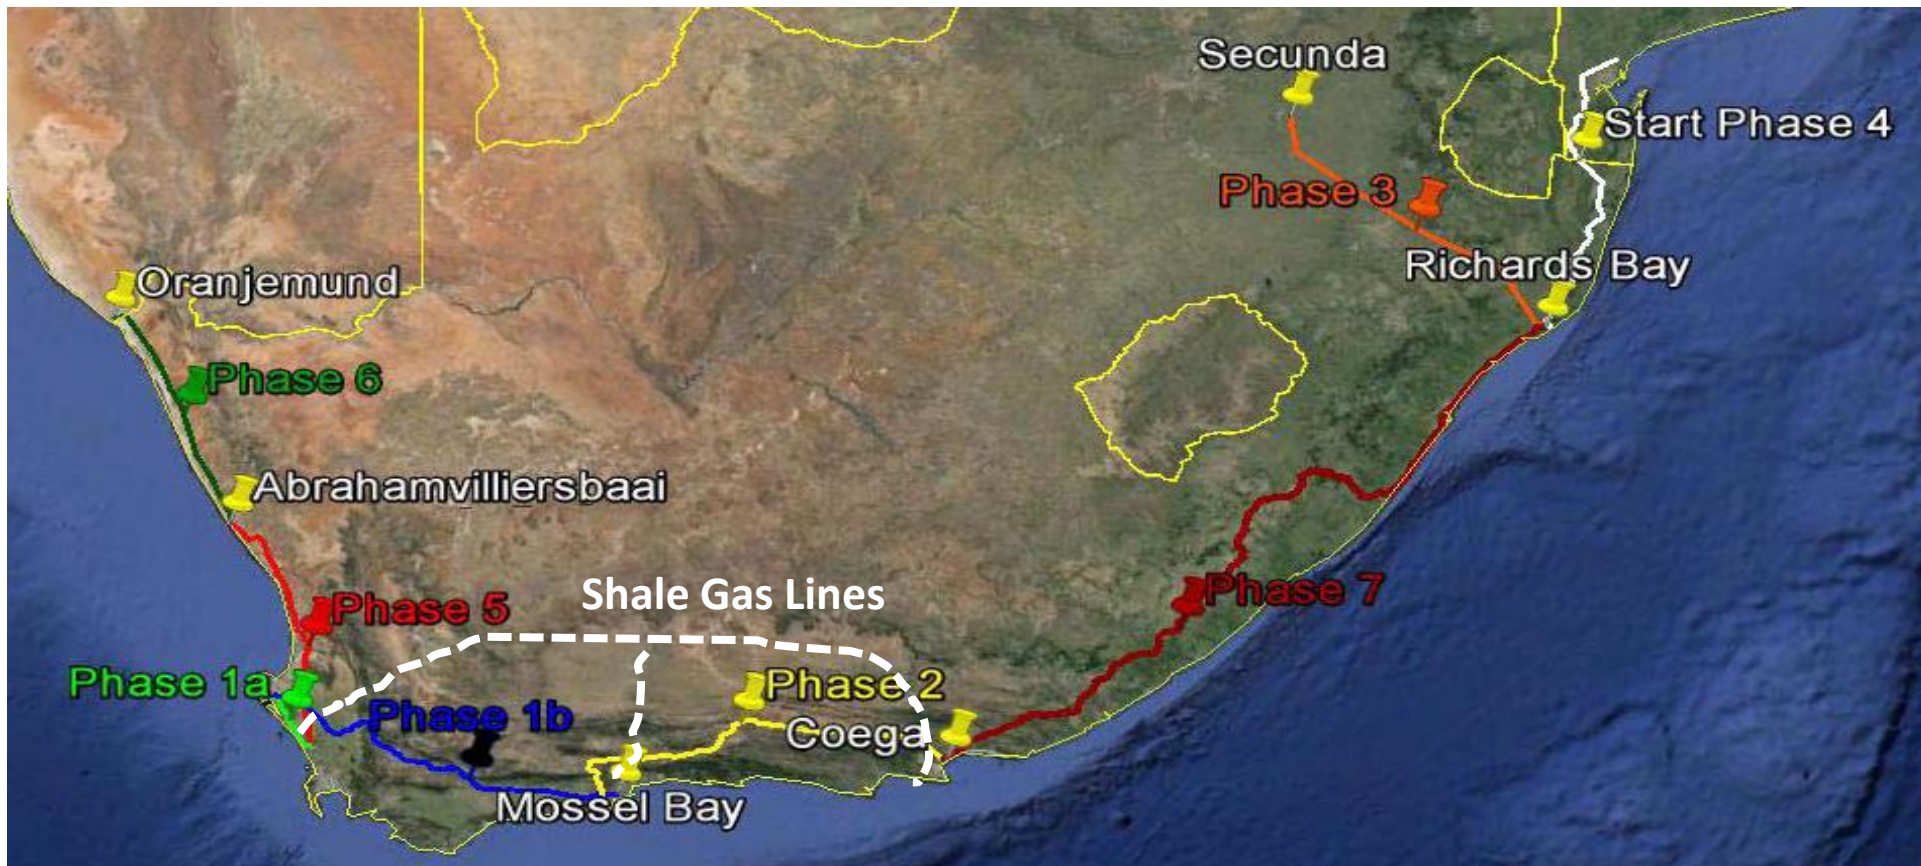 Secunda
Start Phase 4
Phase 3
Richards Bay
Oranjemund
Phase 6
Abrahamvilliersbaai
Shale Gas Lines
Phase 5
Phase 7
Phase 1a
Phase 2
Phase 1b
Coega
Mossel Bay